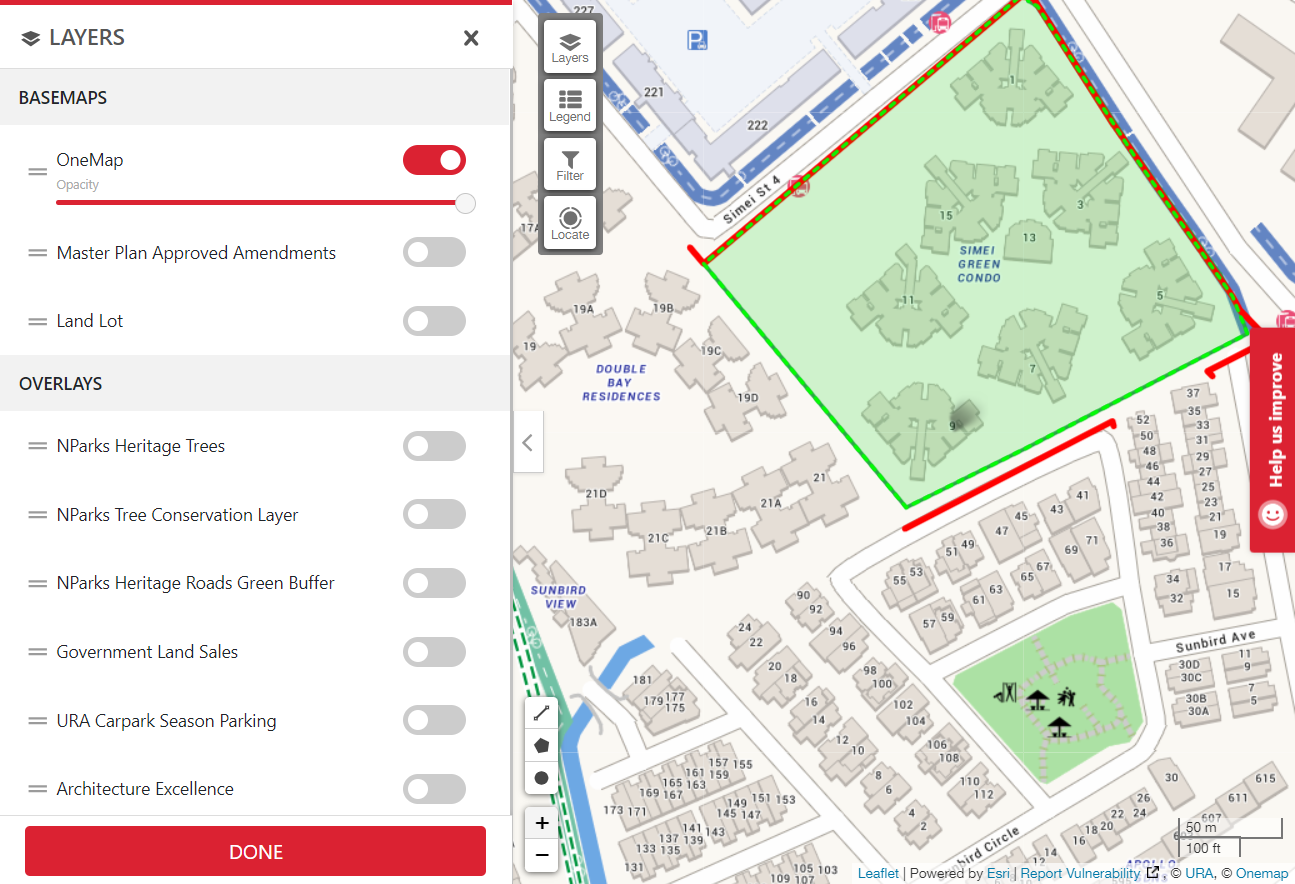 LAYERS
BASEMAPS
OneMap
Opacity
Master Plan Approved Amendments
Land Lot
OVERLAYS
NParks Heritage Trees
NParks Tree Conservation Layer
NParks Heritage Roads Green Buffer
Government Land Sales
URA Carpark Season Parking
Architecture Excellence
DONE
Layers
Legend
Filter
Locate
227
221
222
P
Simei St 4
1
3
15
13
SIMEI
GREEN
CONDO
5
11
7
9
17A
19A
19B
19
19C
19D
DOUBLE
BAY
RESIDENCES
21
21A
21B
21C
21D
SUNBIRD
VIEW
183A
Help us improve
37
52
35
50
33
48
31
46
29
44
27
42
25
40
23
38
21
36
19
34
32
17
15
41
43
45
47
49
51
53
55
57
59
61
63
65
67
69
71
Sunbird Ave
30D
30C
30B
30A
11
9
7
5
90
92
94
96
98
100
102
104
106
108
110
112
24
22
20
18
16
14
12
10
8
6
4
2
181
179
177
175
157
155
161
159
165
163
169
167
173
171
149
151
153
145
147
141
143
137
139
133
135
131
105
103
109
107
30
26
24
22
20
18
16
14
12
615
611
607
+
−
50 m
100 ft
Leaflet | Powered by Esri | Report Vulnerability , © URA, © Onemap